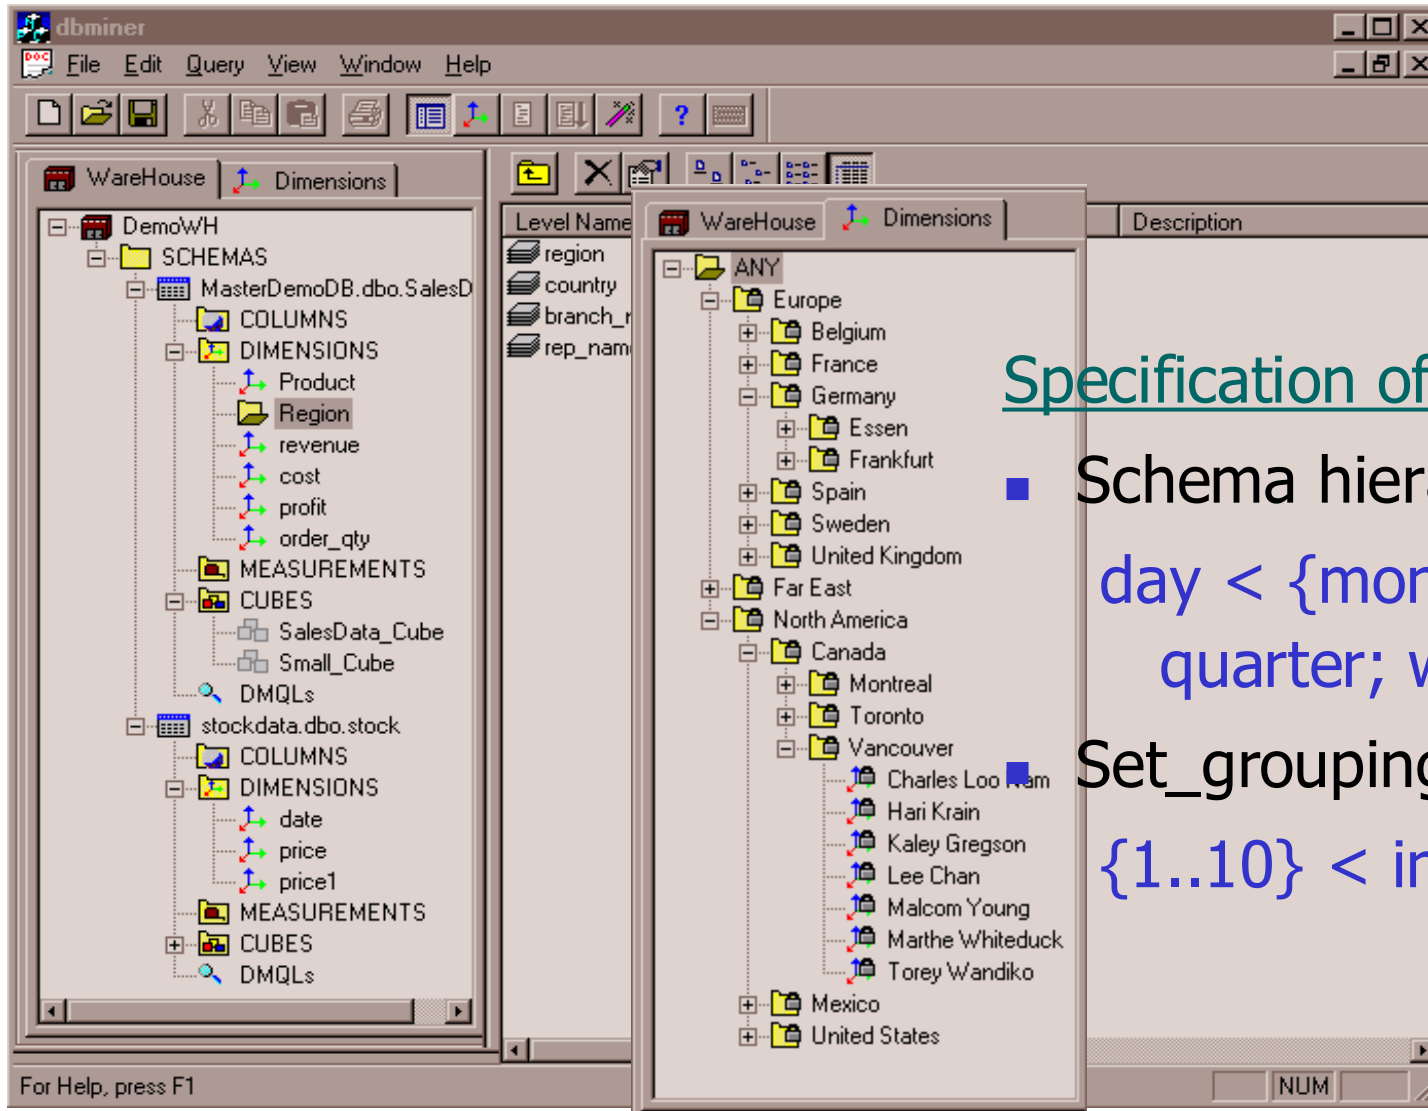 dbminer
File Edit Query View Window Help
WareHouse Dimensions
DemoWH
SCHEMAS
MasterDemoDB.dbo.SalesD
COLUMNS
DIMENSIONS
Product
Region
revenue
cost
profit
order_qty
MEASUREMENTS
CUBES
SalesData_Cube
Small_Cube
DMQLs
stockdata.dbo.stock
COLUMNS
DIMENSIONS
date
price
price1
MEASUREMENTS
CUBES
DMQLs
Level Name
Description
region
country
branch_
rep_nam
WareHouse Dimensions
ANY
Europe
Belgium
France
Germany
Essen
Frankfurt
Spain
Sweden
United Kingdom
Far East
North America
Canada
Montreal
Toronto
Vancouver
Charles Loo Nam
Hari Krain
Kaley Gregson
Lee Chan
Malcom Young
Marthe Whiteduck
Torey Wandiko
Mexico
United States
Specification of
Schema hier
day < {mon
quarter;
Set_grouping
{1..10} < in
For Help, press F1
NUM